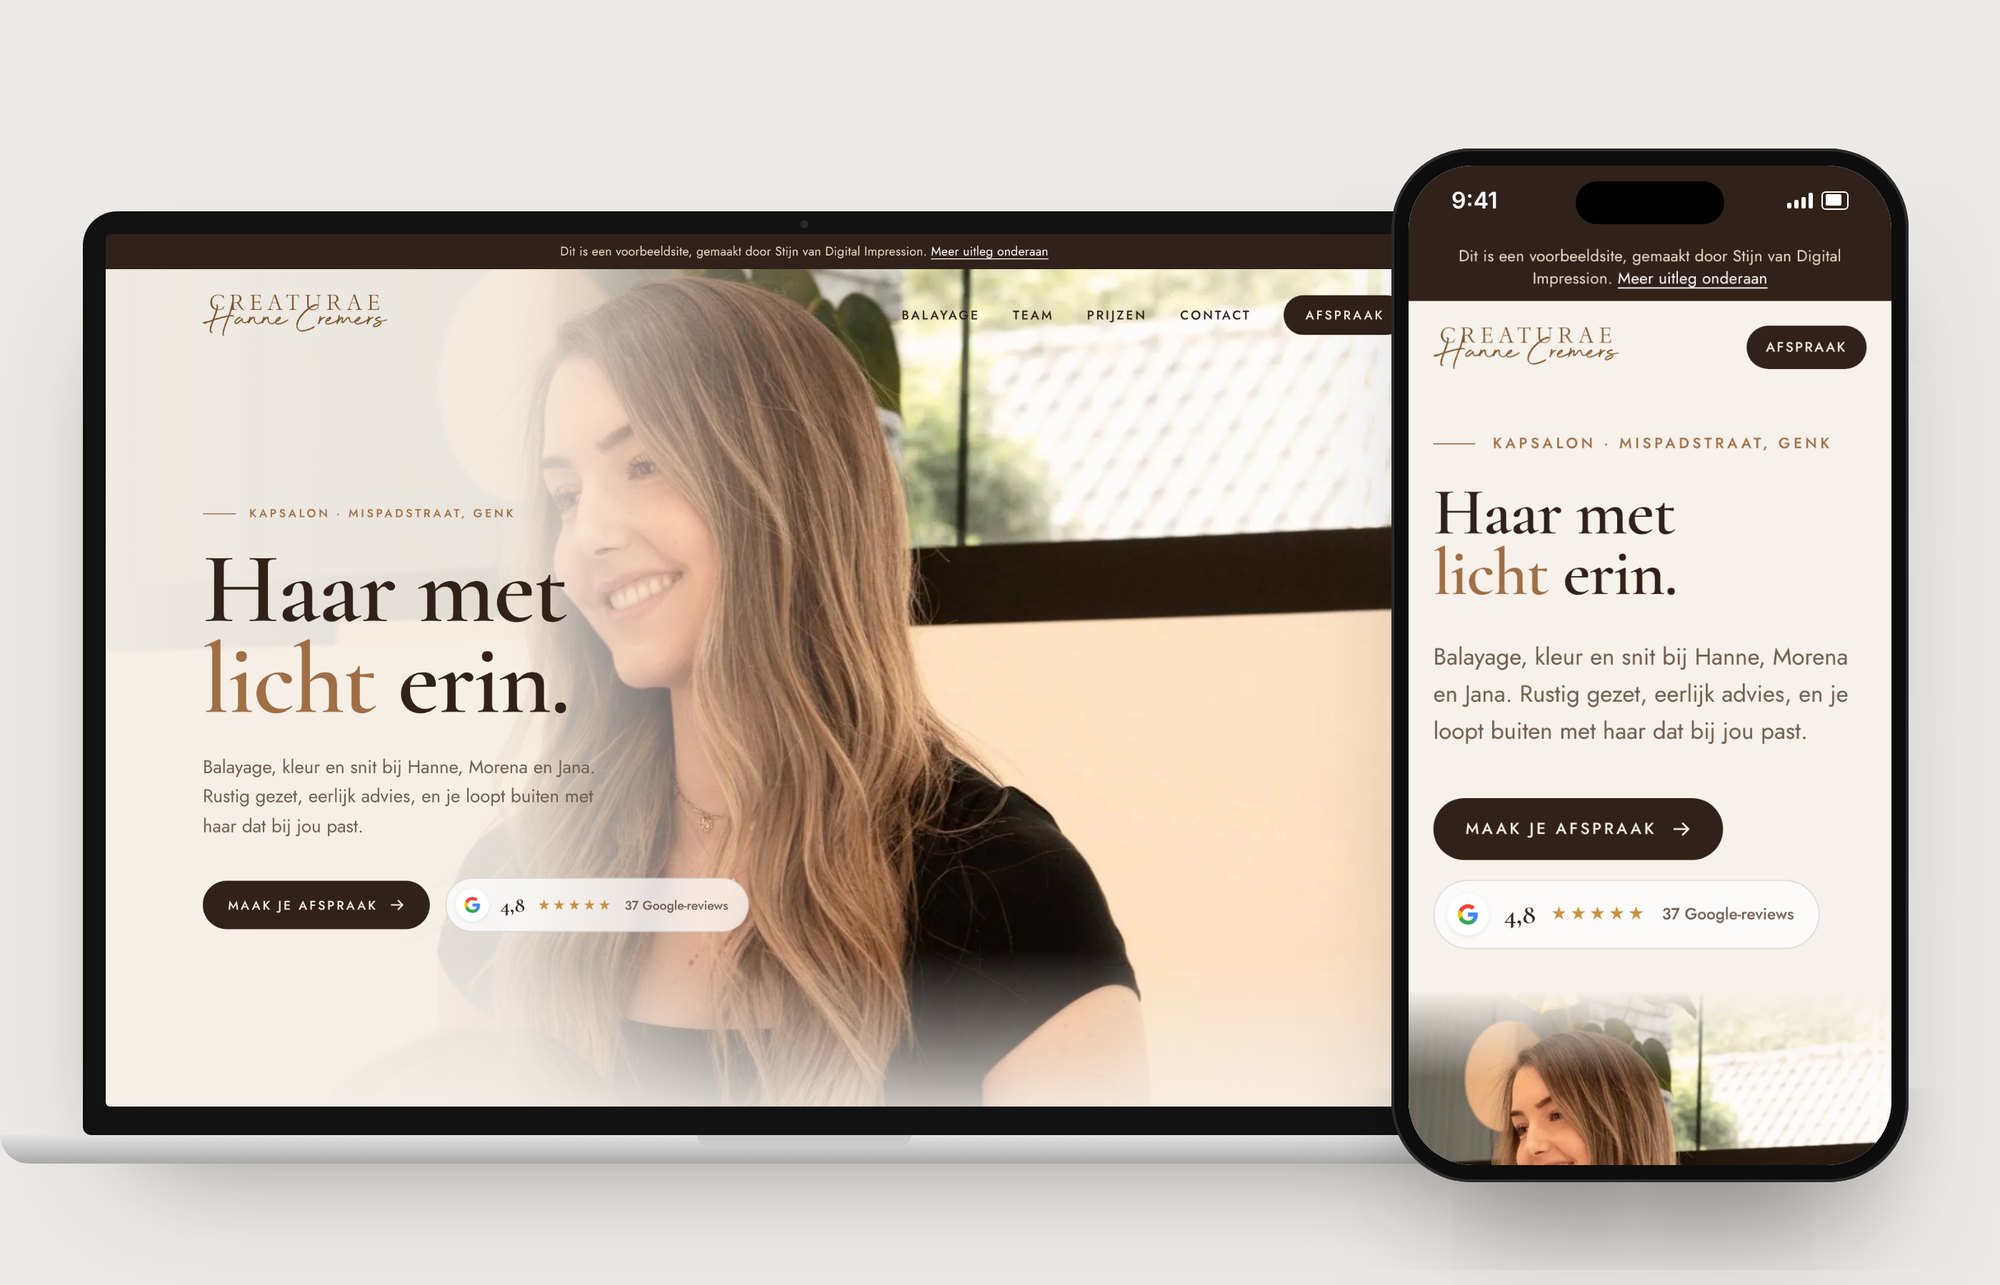 Dit is een voorbeeldsite, gemaakt door Stijn van Digital Impression. Meer uitleg onderaan
CREATURAE
Hanne Cremers
BALAYAGE TEAM PRIJZEN CONTACT AFSPRAAK
KAPSALON · MISPADSTRAAT, GENK
Haar met
licht erin.
Balayage, kleur en snit bij Hanne, Morena en Jana.
Rustig gezet, eerlijk advies, en je loopt buiten met
haar dat bij jou past.
MAAK JE AFSPRAAK →
G 4,8 ★★★★★ 37 Google-reviews
9:41
Dit is een voorbeeldsite, gemaakt door Stijn van Digital
Impression. Meer uitleg onderaan
CREATURAE
Hanne Cremers
AFSPRAAK
KAPSALON · MISPADSTRAAT, GENK
Haar met
licht erin.
Balayage, kleur en snit bij Hanne, Morena
en Jana. Rustig gezet, eerlijk advies, en je
loopt buiten met haar dat bij jou past.
MAAK JE AFSPRAAK →
G 4,8 ★★★★★ 37 Google-reviews